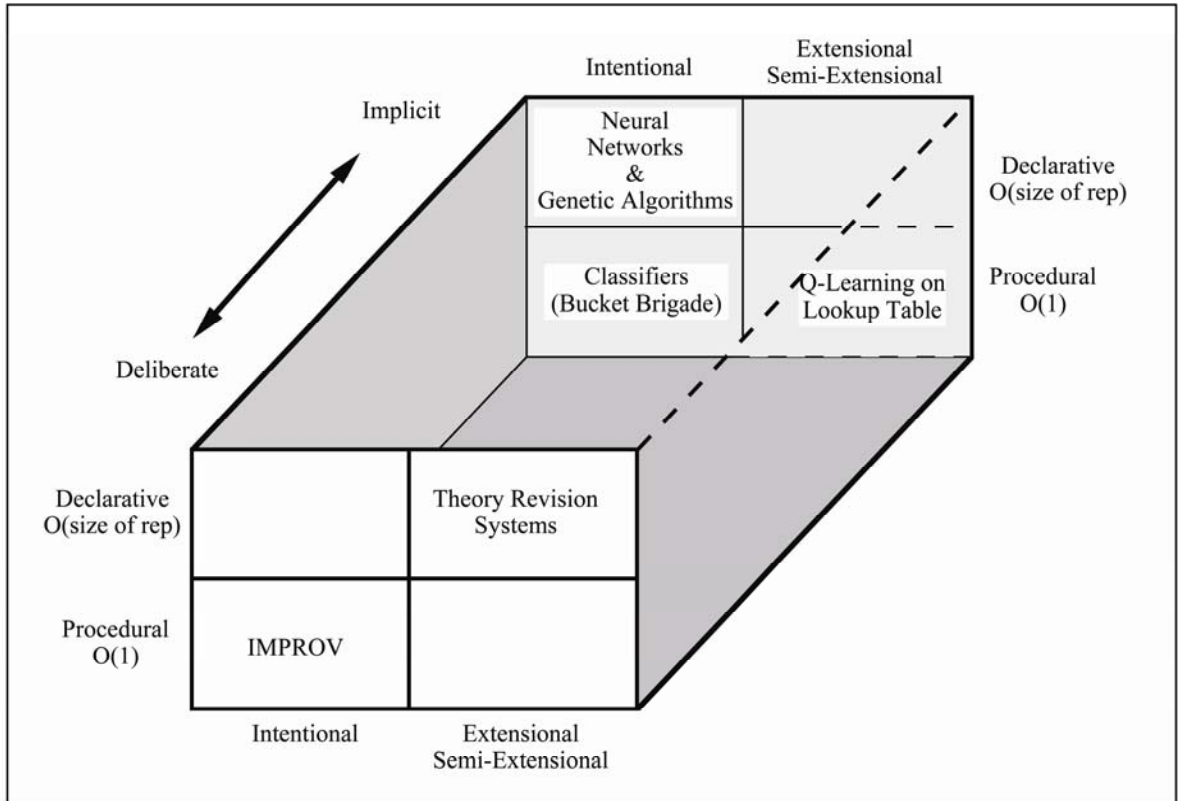 Intentional
Extensional
Semi-Extensional
Implicit
Neural
Networks
&
Genetic Algorithms
Declarative
O(size of rep)
Classifiers
(Bucket Brigade)
Q-Learning on
Lookup Table
Procedural
O(1)
Deliberate
Declarative
O(size of rep)
Theory Revision
Systems
Procedural
O(1)
IMPROV
Intentional
Extensional
Semi-Extensional